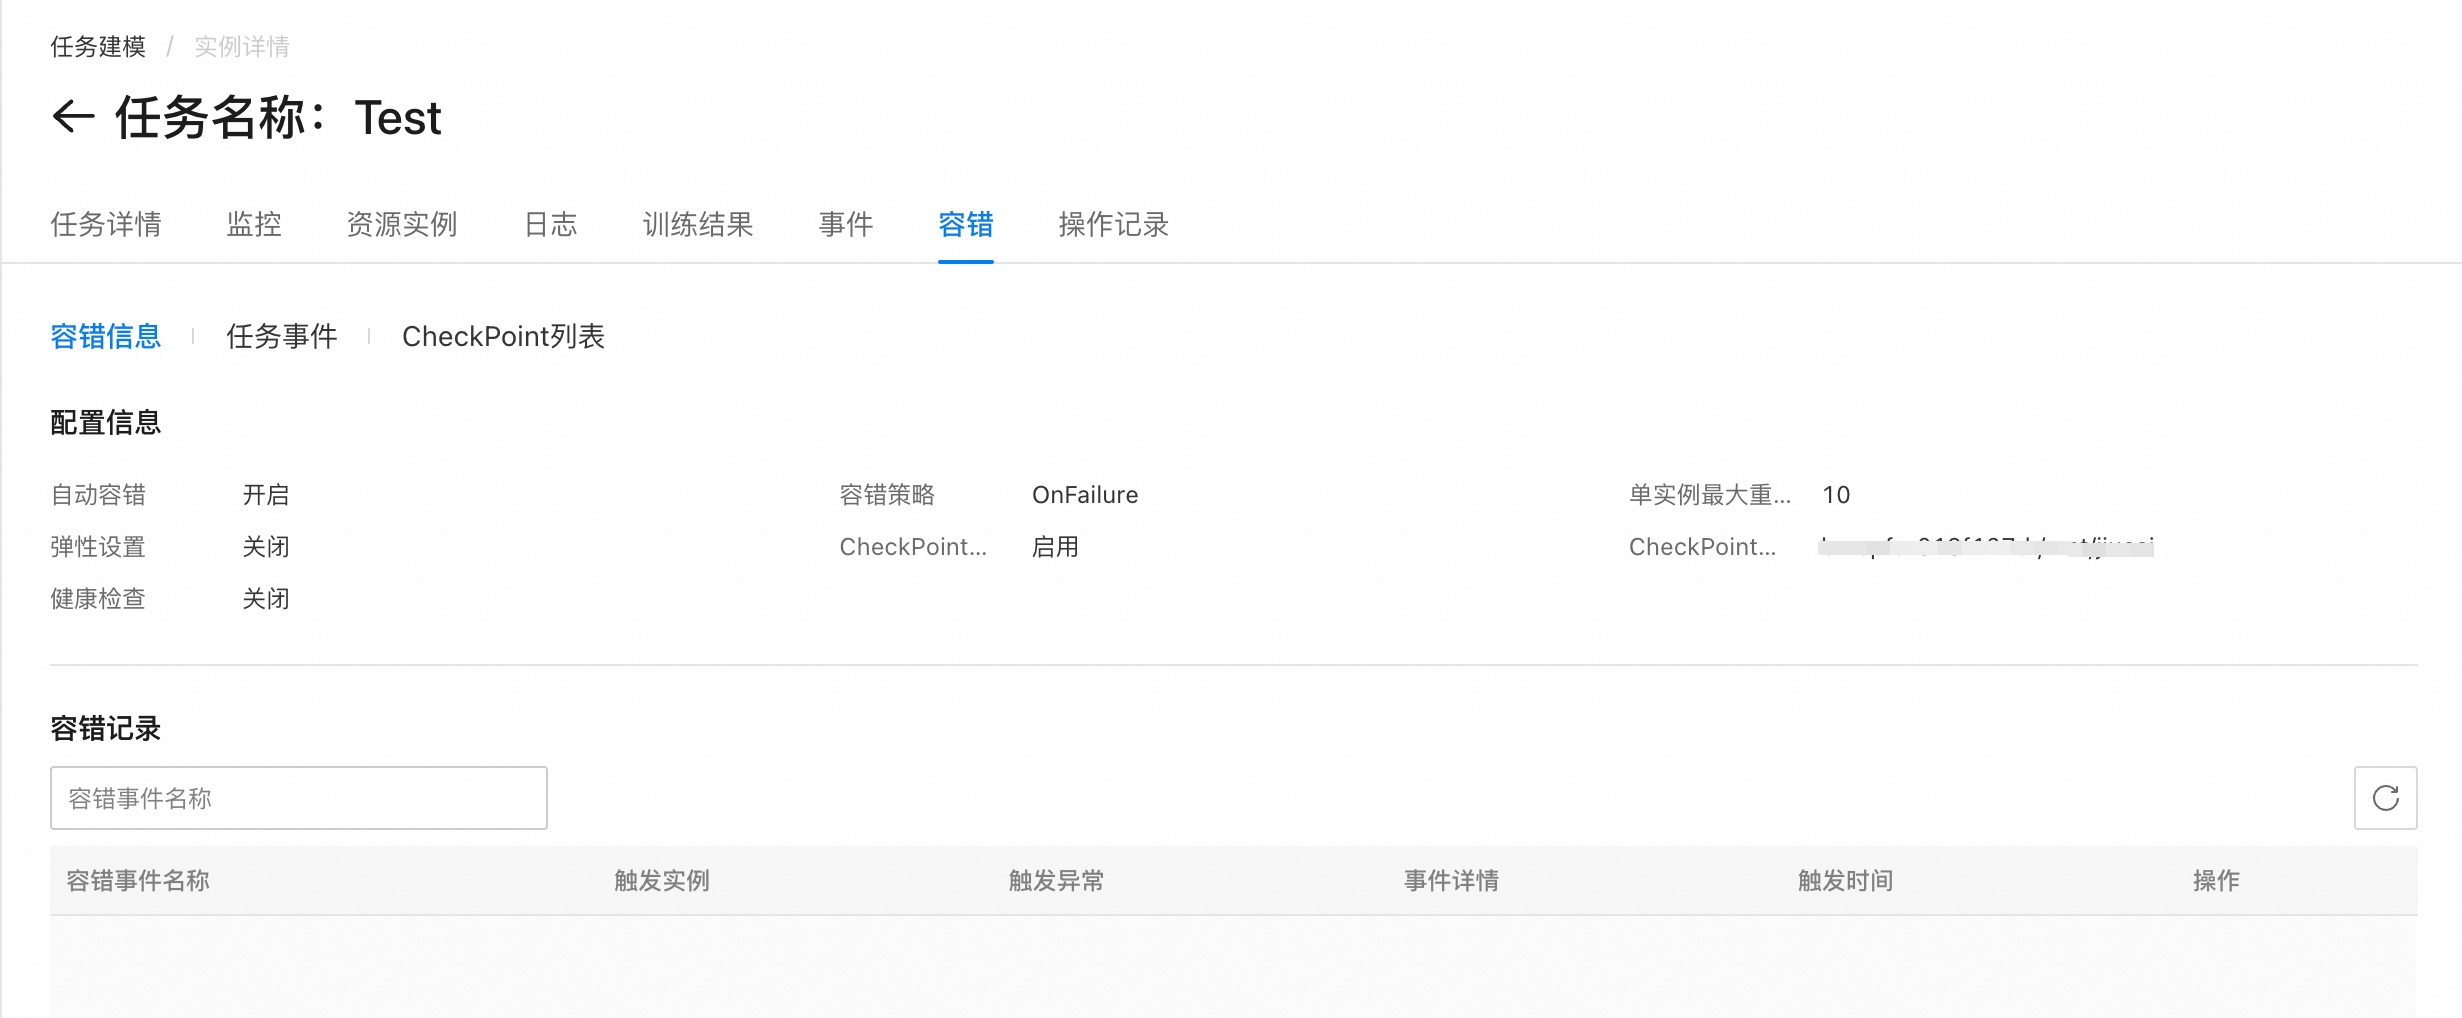 任务建模 / 实例详情
任务名称：Test
任务详情 监控 资源实例 日志 训练结果 事件 容错 操作记录
容错信息 任务事件 CheckPoint列表
配置信息
自动容错 开启 容错策略 OnFailure 单实例最大重... 10
弹性设置 关闭 CheckPoint... 启用 CheckPoint...
健康检查 关闭
容错记录
容错事件名称
容错事件名称 触发实例 触发异常 事件详情 触发时间 操作